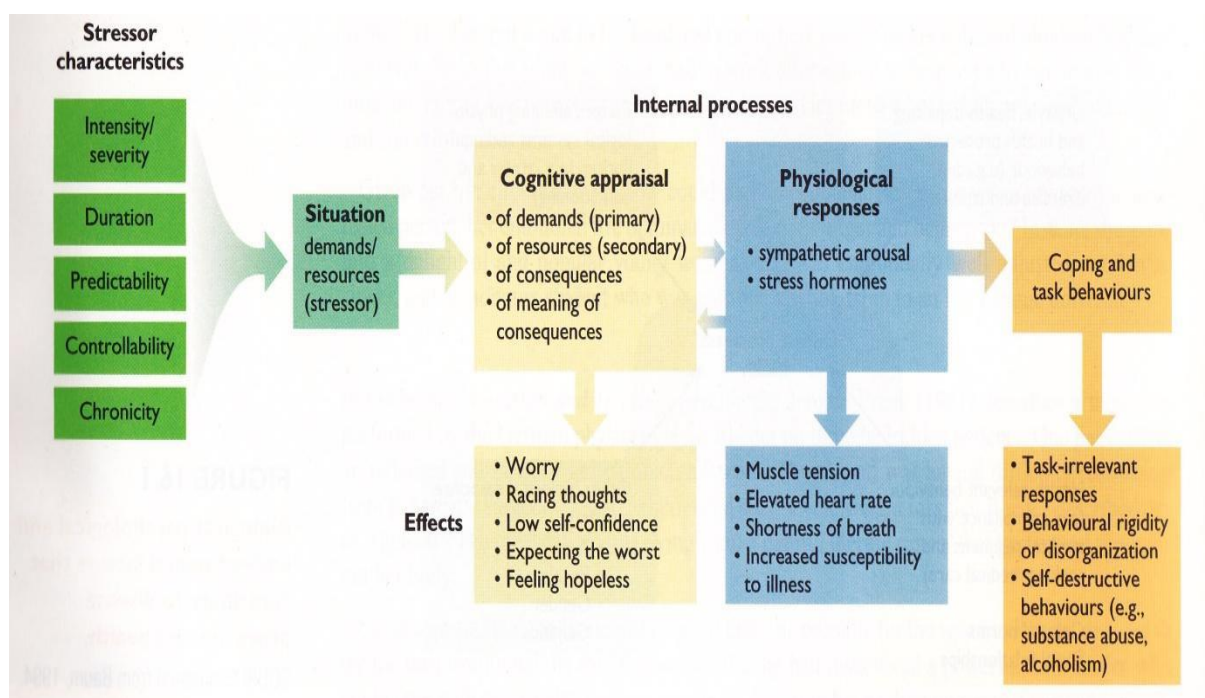 Stressor
characteristics
Intensity/
severity
Duration
Predictability
Controllability
Chronicity
Situation
demands/
resources
(stressor)
Internal processes
Cognitive appraisal
• of demands (primary)
• of resources (secondary)
• of consequences
• of meaning of
consequences
Physiological
responses
• sympathetic arousal
• stress hormones
Coping and
task behaviours
Effects
• Worry
• Racing thoughts
• Low self-confidence
• Expecting the worst
• Feeling hopeless
• Muscle tension
• Elevated heart rate
• Shortness of breath
• Increased susceptibility
to illness
• Task-irrelevant
responses
• Behavioural rigidity
or disorganization
• Self-destructive
behaviours (e.g.,
substance abuse,
alcoholism)